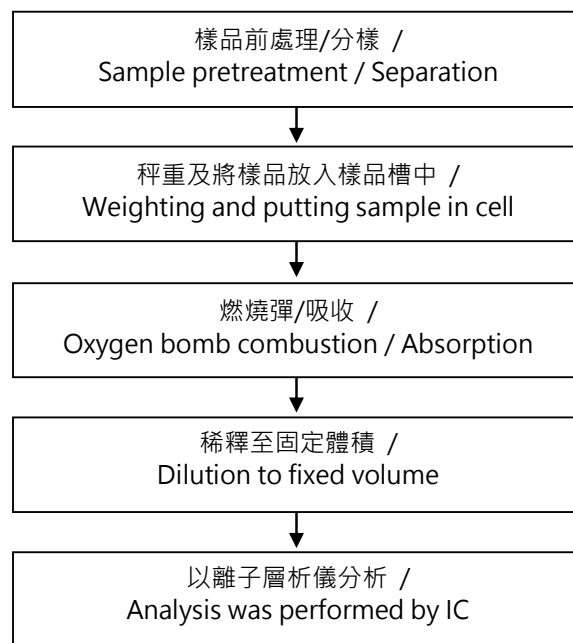 樣品前處理/分樣 /
Sample pretreatment / Separation
秤重及將樣品放入樣品槽中 /
Weighting and putting sample in cell
燃燒彈/吸收 /
Oxygen bomb combustion / Absorption
稀釋至固定體積 /
Dilution to fixed volume
以離子層析儀分析 /
Analysis was performed by IC